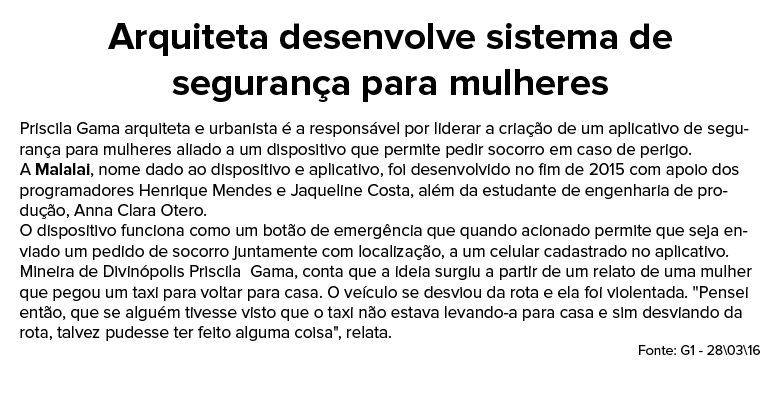 Arquiteta desenvolve sistema de
segurança para mulheres
Priscila Gama arquiteta e urbanista é a responsável por liderar a criação de um aplicativo de segu-
rança para mulheres aliado a um dispositivo que permite pedir socorro em caso de perigo.
A Malalai, nome dado ao dispositivo e aplicativo, foi desenvolvido no fim de 2015 com apoio dos
programadores Henrique Mendes e Jaqueline Costa, além da estudante de engenharia de pro-
dução, Anna Clara Otero.
O dispositivo funciona como um botão de emergência que quando acionado permite que seja en-
viado um pedido de socorro juntamente com localização, a um celular cadastrado no aplicativo.
Mineira de Divinópolis Priscila  Gama, conta que a ideia surgiu a partir de um relato de uma mulher
que pegou um taxi para voltar para casa. O veículo se desviou da rota e ela foi violentada. "Pensei
então, que se alguém tivesse visto que o taxi não estava levando-a para casa e sim desviando da
rota, talvez pudesse ter feito alguma coisa", relata.
Fonte: G1 - 28\03\16